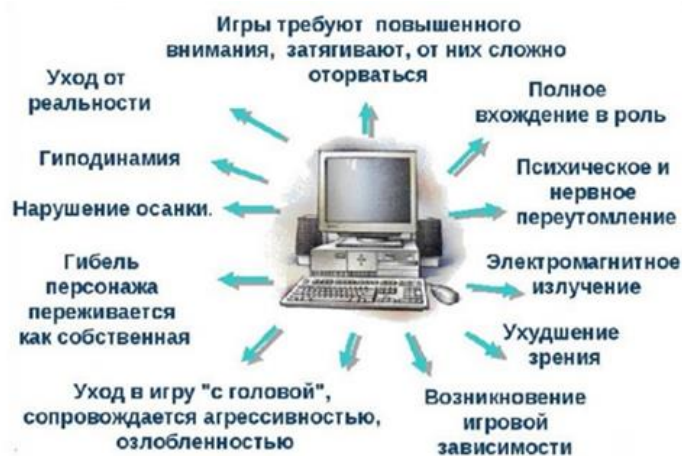 Игры требуют повышенного
внимания, затягивают, от них сложно
оторваться
Уход от
реальности
Полное
вхождение в роль
Гиподинамия
Психическое и
нервное
переутомление
Нарушение осанки.
Гибель
персонажа
переживается
как собственная
Электромагнитное
излучение
Ухудшение
зрения
Уход в игру "с головой",
сопровождается агрессивностью,
озлобленностью
Возникновение
игровой
зависимости